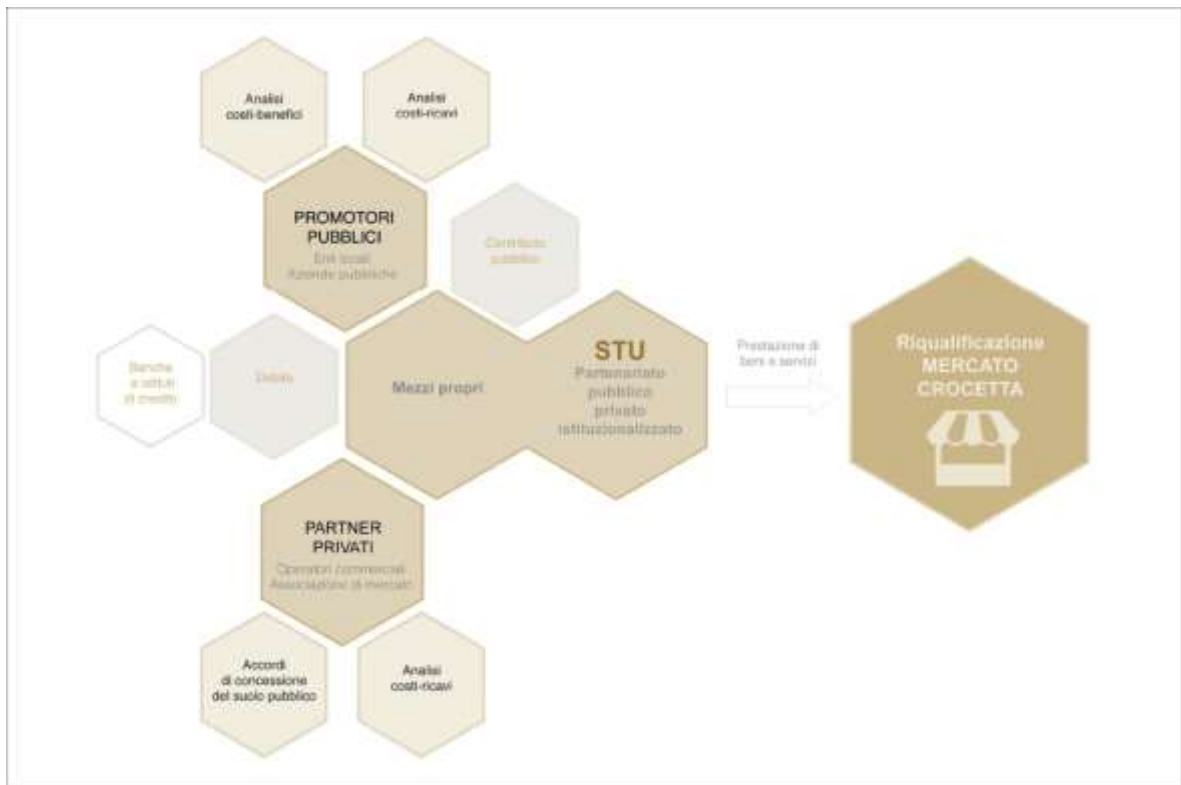 Analisi
costi-benefici
Analisi
costi-ricavi
PROMOTORI
PUBBLICI
Enti locali
Aziende pubbliche
Contributo
pubblico
Banche
e istituti
di credito
Debito
Mezzi propri
STU
Partenariato
pubblico
privato
istituzionalizzato
Prestazione di
beni e servizi
Riqualificazione
MERCATO
CROCETTA
PARTNER
PRIVATI
Operatori commerciali
Associazione di mercato
Accordi
di concessione
del suolo pubblico
Analisi
costi-ricavi